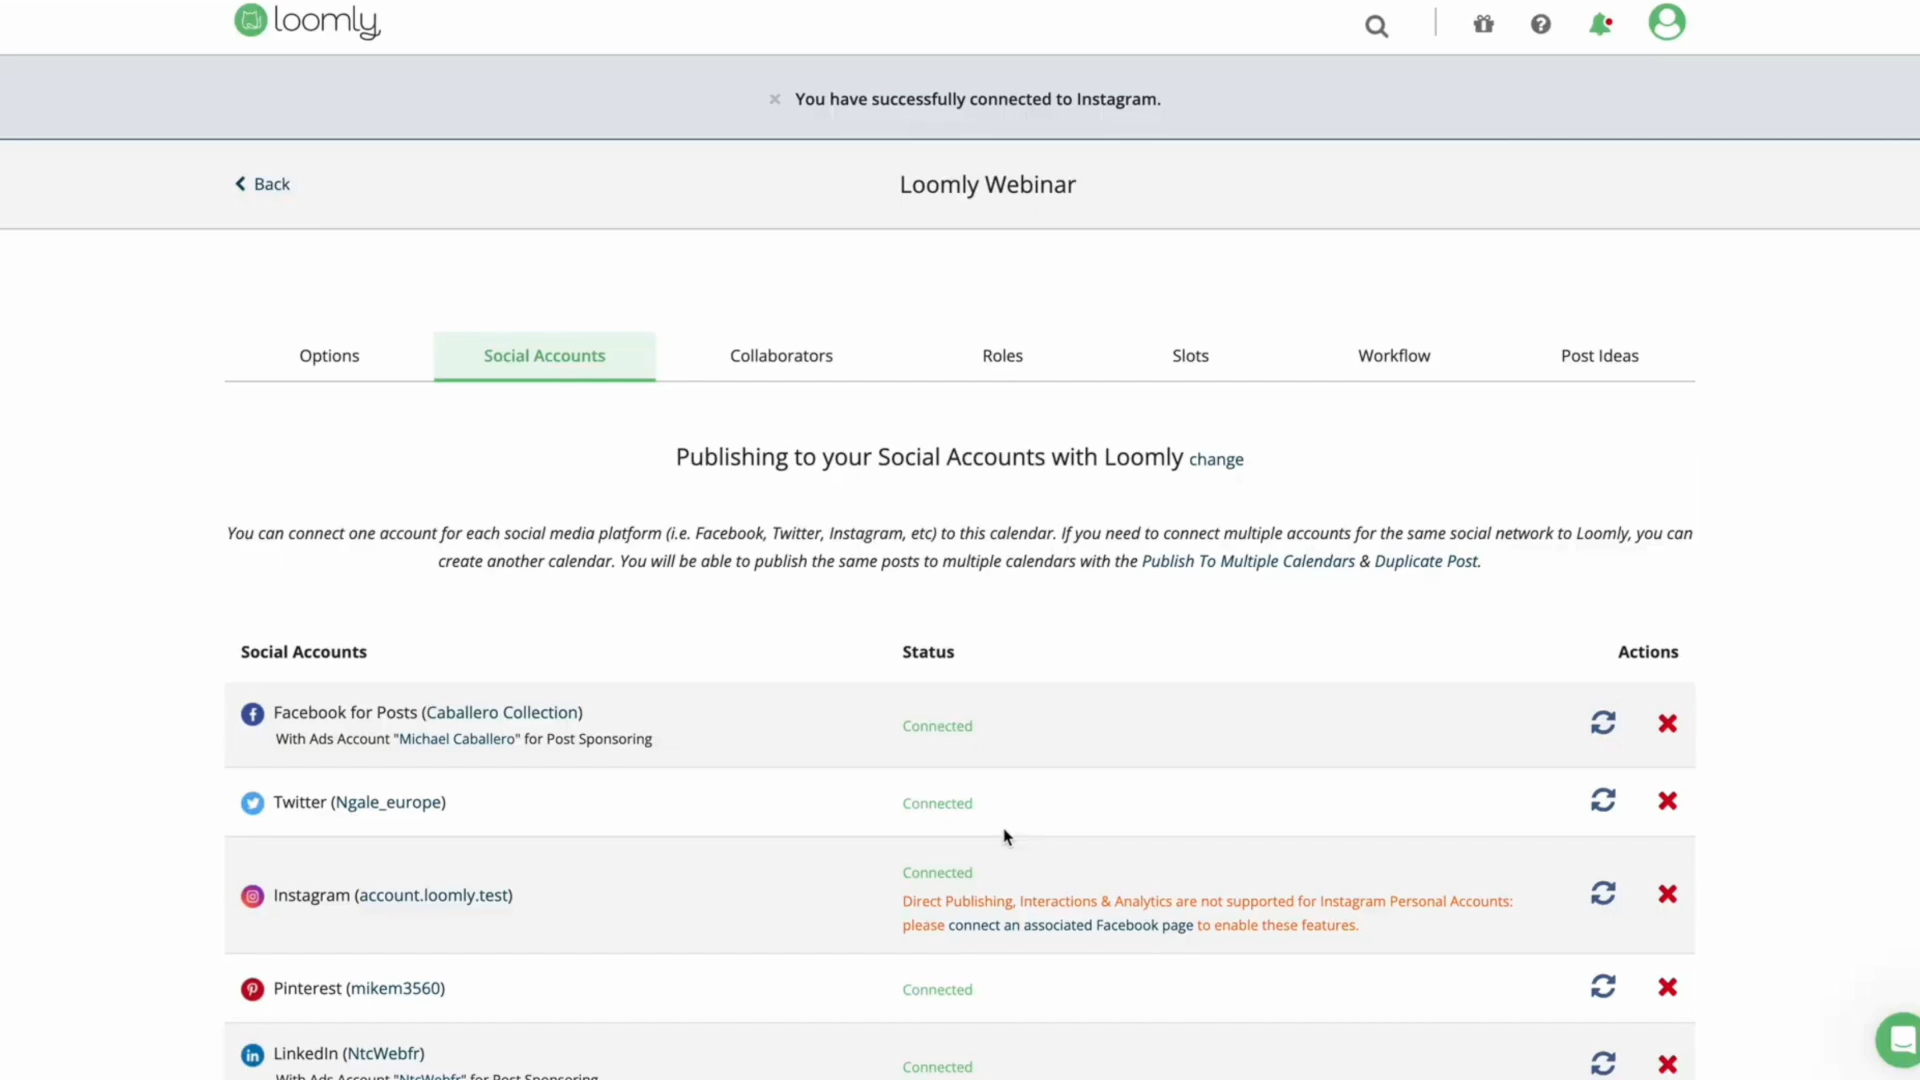 loomly
You have successfully connected to Instagram.
Back
Loomly Webinar
Options
Social Accounts
Collaborators
Roles
Slots
Workflow
Post Ideas
Publishing to your Social Accounts with Loomly change
You can connect one account for each social media platform (i.e. Facebook, Twitter, Instagram, etc) to this calendar. If you need to connect multiple accounts for the same social network to Loomly, you can
create another calendar. You will be able to publish the same posts to multiple calendars with the Publish To Multiple Calendars & Duplicate Post.
Social Accounts
Status
Actions
Facebook for Posts (Caballero Collection)
With Ads Account "Michael Caballero" for Post Sponsoring
Connected
Twitter (Ngale_europe)
Connected
Instagram (account.loomly.test)
Connected
Direct Publishing, Interactions & Analytics are not supported for Instagram Personal Accounts:
please connect an associated Facebook page to enable these features.
Pinterest (mikem3560)
Connected
LinkedIn (NtcWebfr)
With Ads Account "NtcWebfr" for Post Sponsoring
Connected